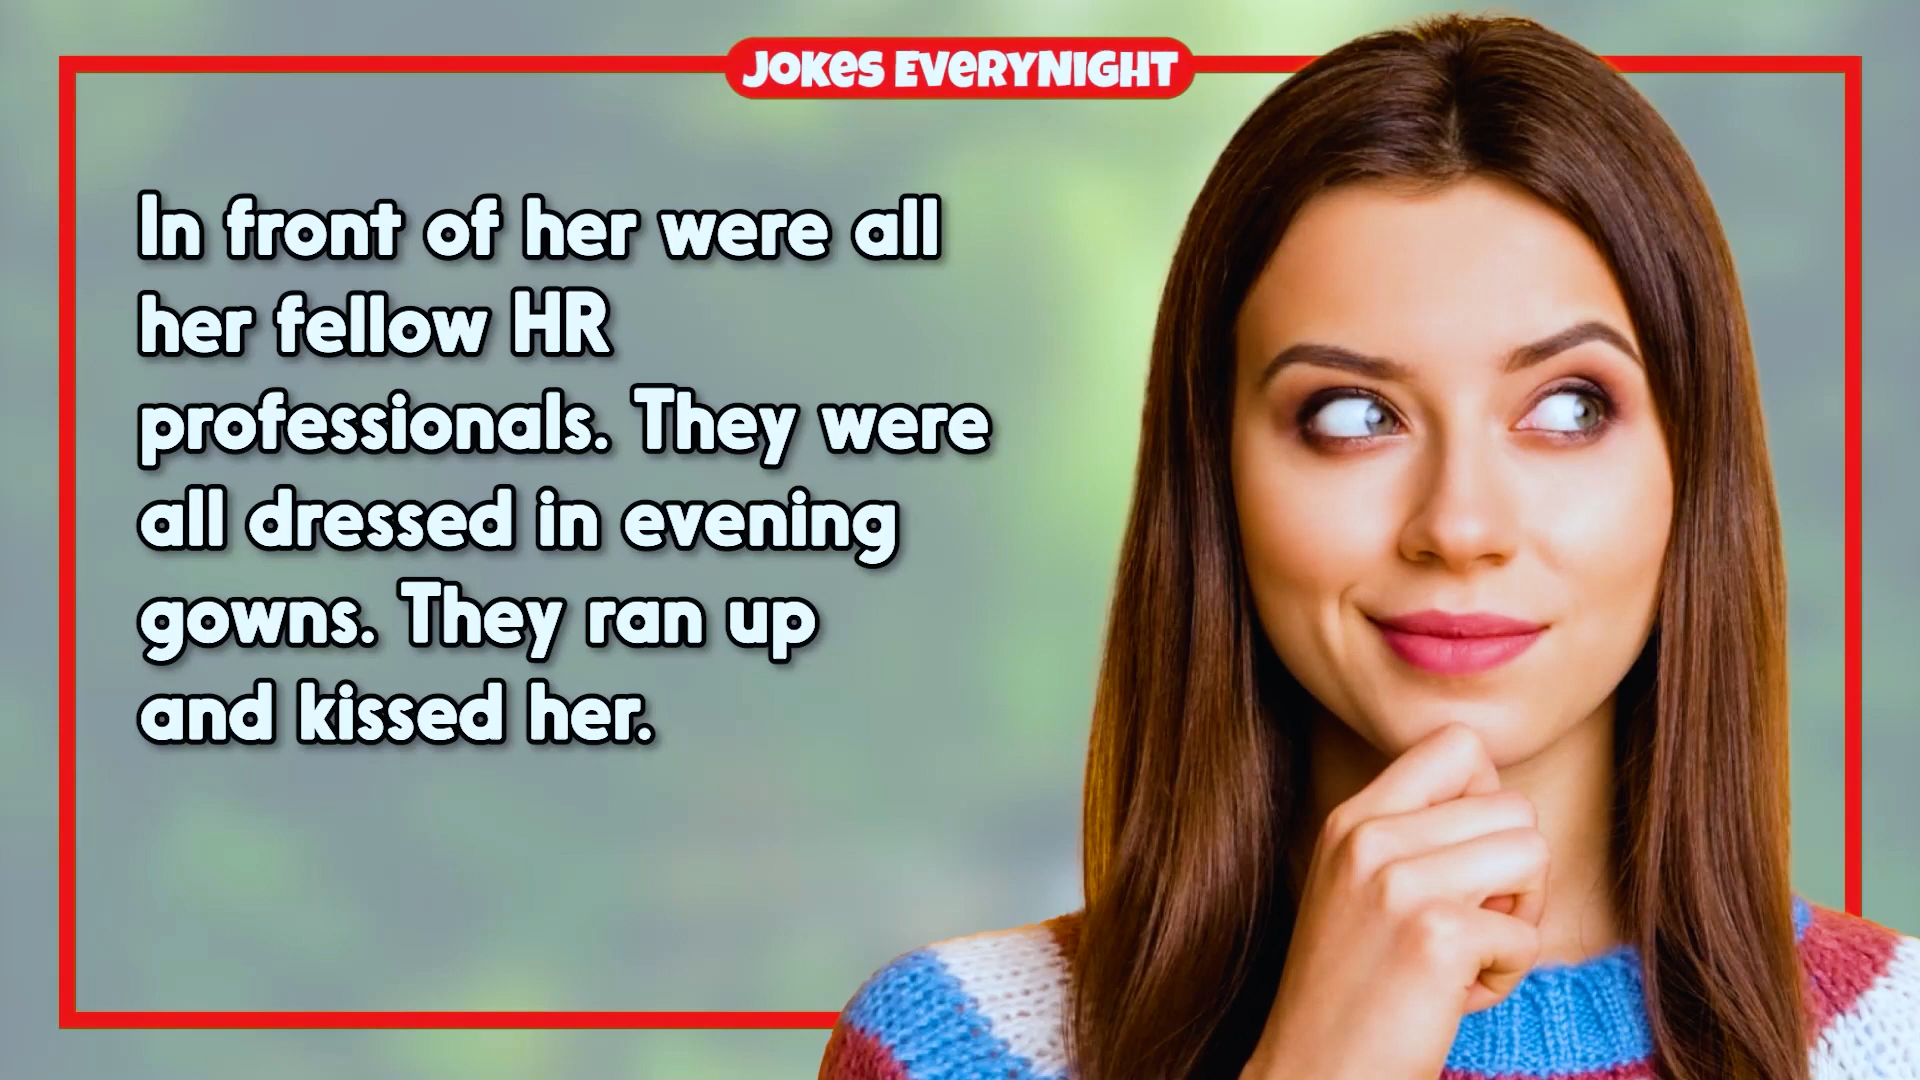 JOKES EVERYNIGHT
In front of her were all
her fellow HR
professionals. They were
all dressed in evening
gowns. They ran up
and kissed her.